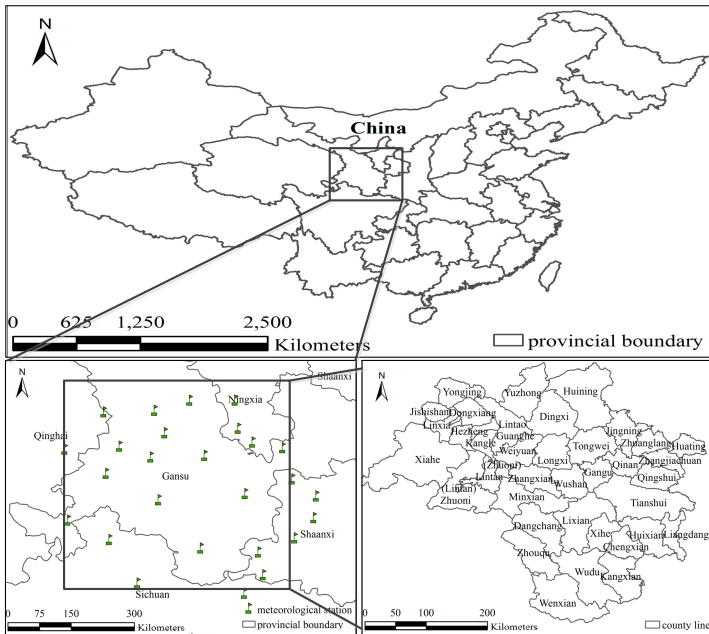 N
China
0 625 1,250 2,500
Kilometers
provincial boundary
N
Shaanxi
Ningxia
Qinghai
Gansu
Shaanxi
Sichuan
meteorological station
0 75 150 300
Kilometers
provincial boundary
N
Yongjing
Yuzhong
Huining
Jishishan
Dongxiang
Dingxi
Linxia
Lintao
Hezheng
Guanghe
Jingning
Kangle
Tongwei
Zhuanglang
Huating
Weiyuan
Xiahe
(Zhuoni)
Longxi
Qinan
Zhangjiachuan
Lintan
Zhangxian
Gangu
Qingshui
(Lintan)
Wushan
Zhuoni
Minxian
Tianshui
Dangchang
Lixian
Xihe
Huixian
Liangdang
Chengxian
Zhouqu
Wudu
Kangxian
Wenxian
0 50 100 200
Kilometers
county line